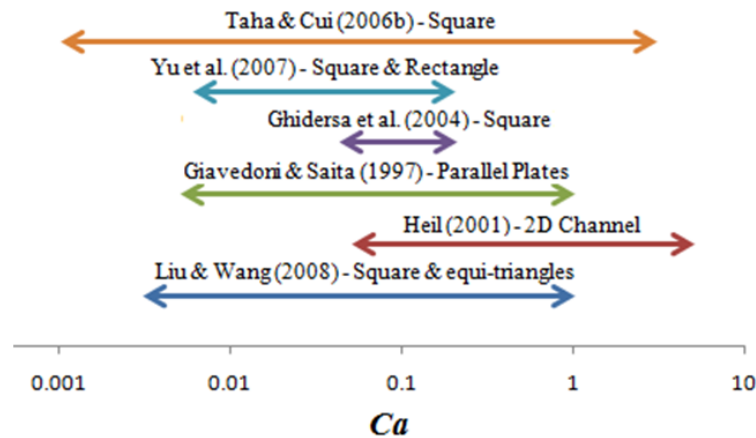 Taha & Cui (2006b) - Square
Yu et al. (2007) - Square & Rectangle
Ghidersa et al. (2004) - Square
Giavedoni & Saita (1997) - Parallel Plates
Heil (2001) - 2D Channel
Liu & Wang (2008) - Square & equi-triangles
0.001 0.01 0.1 1 10
Ca